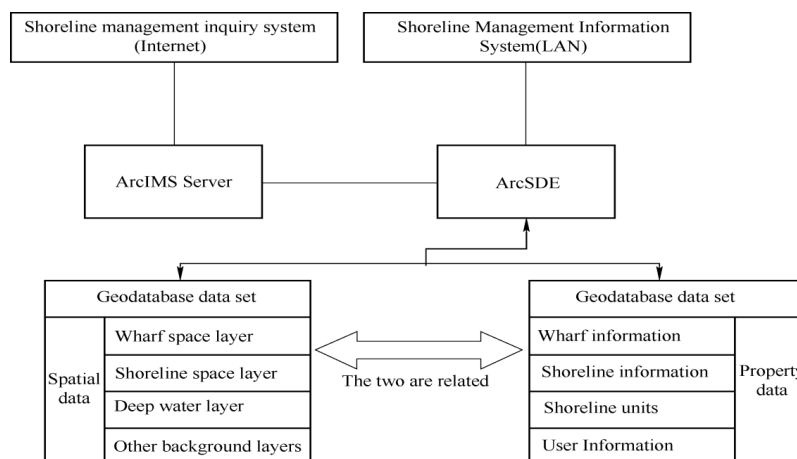 Shoreline management inquiry system
(Internet)
Shoreline Management Information
System(LAN)
ArcIMS Server
ArcSDE
Geodatabase data set
Spatial
data
Wharf space layer
Shoreline space layer
Deep water layer
Other background layers
The two are related
Geodatabase data set
Wharf information
Shoreline information
Shoreline units
User Information
Property
data